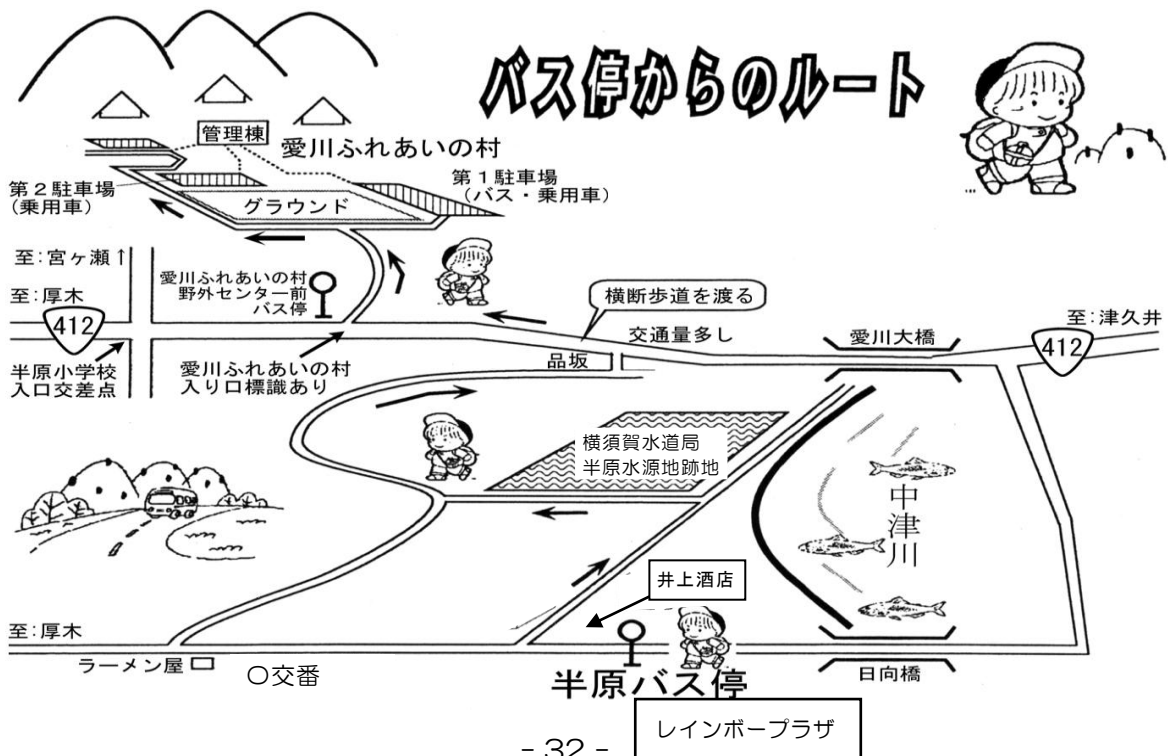 バス停からのルート
管理棟
愛川ふれあいの村
第2駐車場
(乗用車)
グラウンド
第1駐車場
(バス・乗用車)
至:宮ヶ瀬↑
至:厚木
412
愛川ふれあいの村
野外センター前
バス停
横断歩道を渡る
交通量多し
愛川大橋
至:津久井
412
半原小学校
入口交差点
愛川ふれあいの村
入り口標識あり
品坂
横須賀水道局
半原水源地跡地
中津川
井上酒店
至:厚木
ラーメン屋
〇交番
半原バス停
日向橋
レインボープラザ
- 32 -